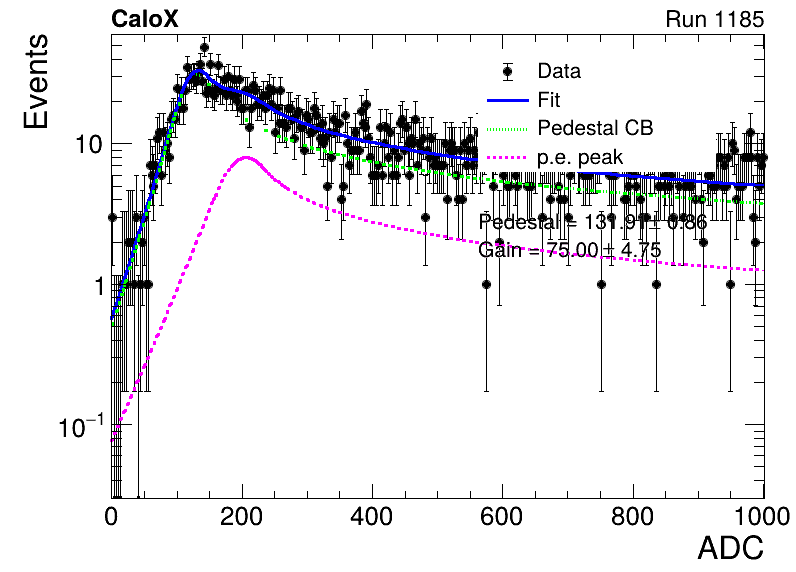 CaloX Run 1185
Events
Data
Fit
Pedestal CB
p.e. peak
Pedestal = 131.91 ± 0.86
Gain = 75.00 ± 4.75
10
1
10⁻¹
0 200 400 600 800 1000
ADC